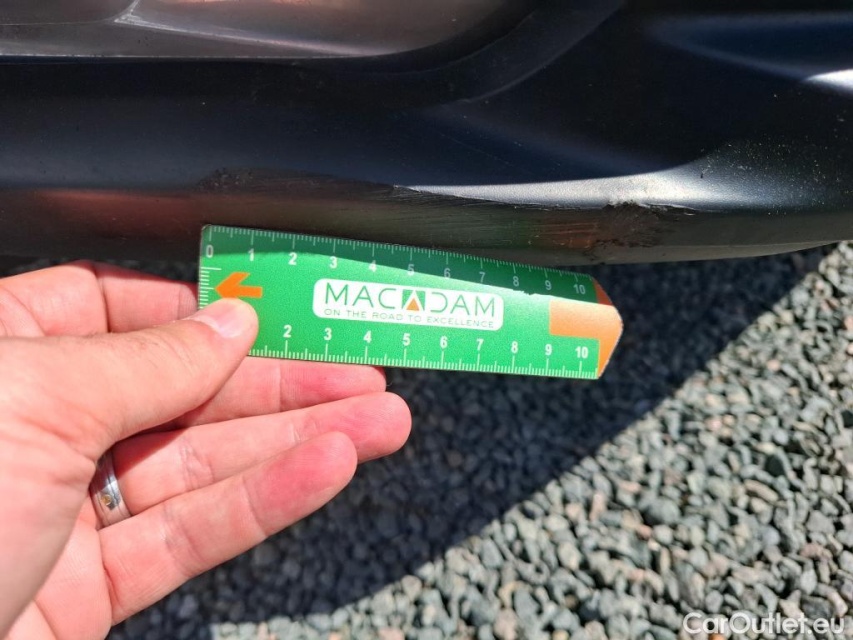 0 1 2 3 4 5 6 7 8 9 10
MACADAM
ON THE ROAD TO EXCELLENCE
2 3 4 5 6 7 8 9 10
CarOutlet.eu